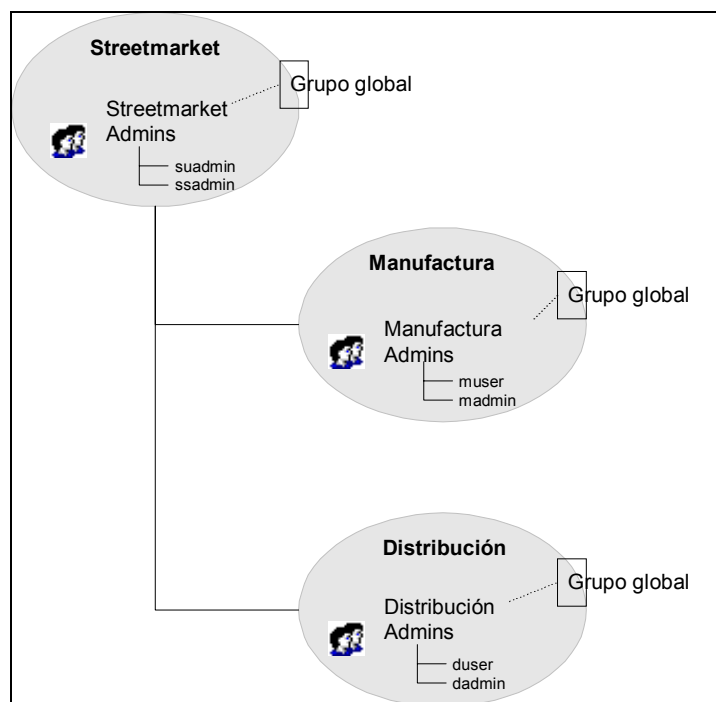 Streetmarket
Grupo global
Streetmarket
Admins
suadmin
ssadmin
Manufactura
Grupo global
Manufactura
Admins
muser
madmin
Distribución
Grupo global
Distribución
Admins
duser
dadmin